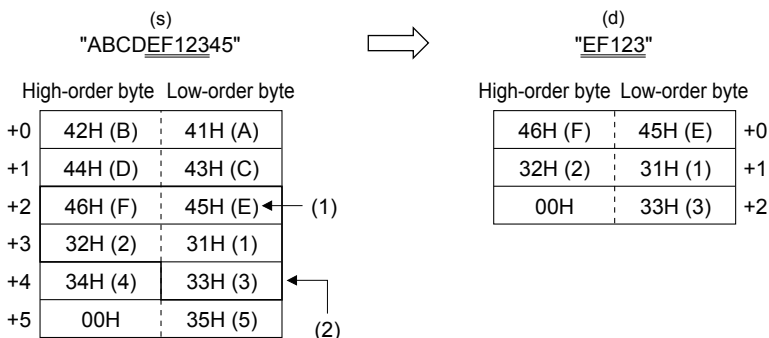 (s) (d)
"ABCDEF12345" "EF123"
High-order byte Low-order byte High-order byte Low-order byte
+0 42H (B) 41H (A) 46H (F) 45H (E) +0
+1 44H (D) 43H (C) 32H (2) 31H (1) +1
+2 46H (F) 45H (E) (1) 00H 33H (3) +2
+3 32H (2) 31H (1)
+4 34H (4) 33H (3)
+5 00H 35H (5) (2)